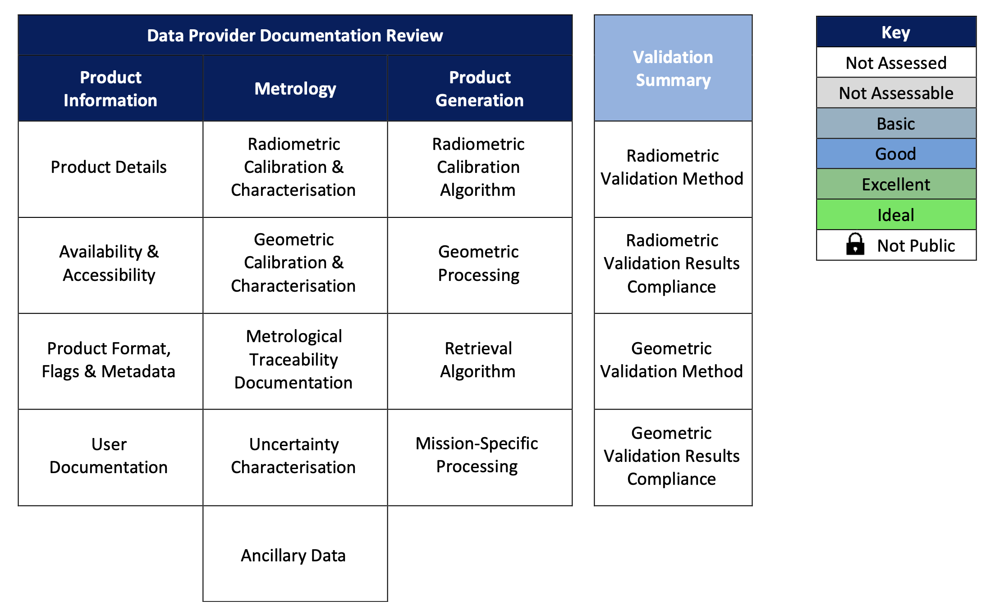 Data Provider Documentation Review
Product
Information
Metrology
Product
Generation
Product Details
Radiometric
Calibration &
Characterisation
Radiometric
Calibration
Algorithm
Availability &
Accessibility
Geometric
Calibration &
Characterisation
Geometric
Processing
Product Format,
Flags & Metadata
Metrological
Traceability
Documentation
Retrieval
Algorithm
User
Documentation
Uncertainty
Characterisation
Mission-Specific
Processing
Ancillary Data
Validation
Summary
Radiometric
Validation Method
Radiometric
Validation Results
Compliance
Geometric
Validation Method
Geometric
Validation Results
Compliance
Key
Not Assessed
Not Assessable
Basic
Good
Excellent
Ideal
Not Public